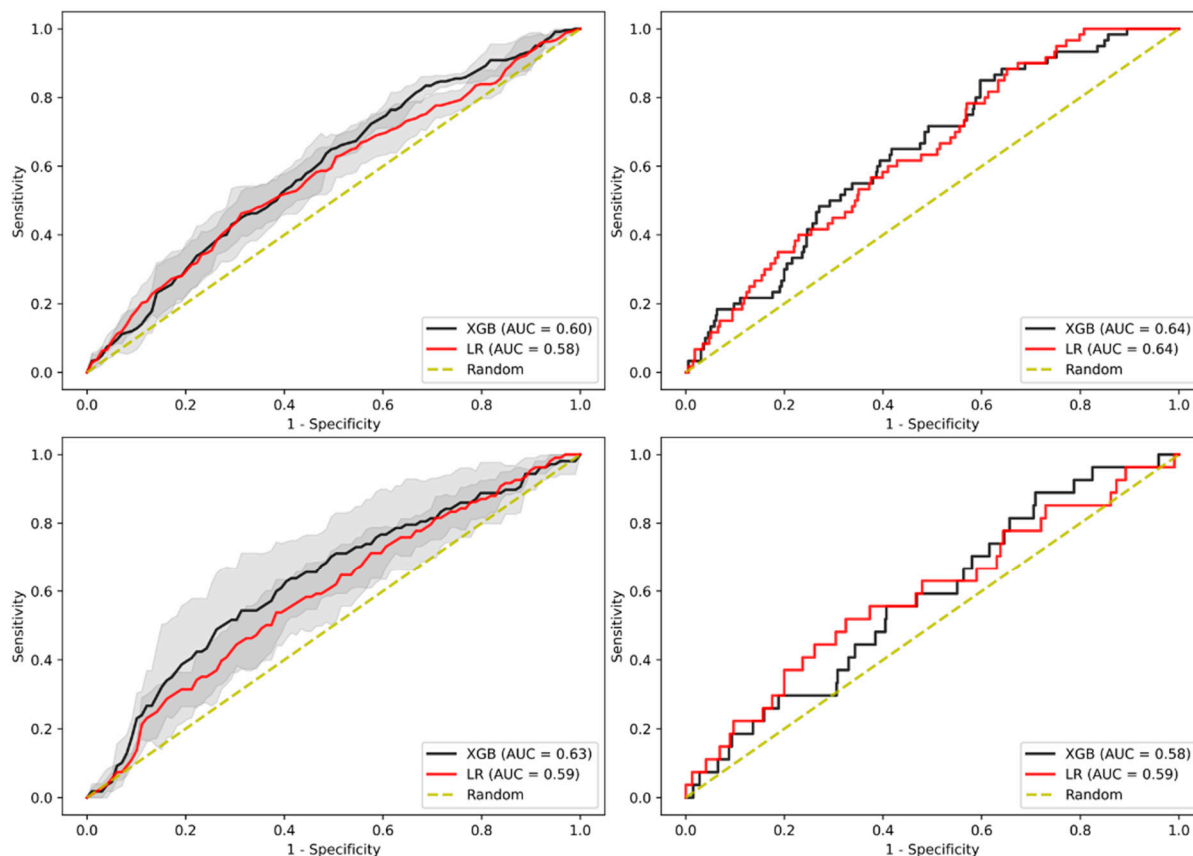 1.0
0.8
0.6
0.4
0.2
0.0
Sensitivity
XGB (AUC = 0.60)
LR (AUC = 0.58)
Random
0.0 0.2 0.4 0.6 0.8 1.0
1 - Specificity
1.0
0.8
0.6
0.4
0.2
0.0
Sensitivity
XGB (AUC = 0.64)
LR (AUC = 0.64)
Random
0.0 0.2 0.4 0.6 0.8 1.0
1 - Specificity
1.0
0.8
0.6
0.4
0.2
0.0
Sensitivity
XGB (AUC = 0.63)
LR (AUC = 0.59)
Random
0.0 0.2 0.4 0.6 0.8 1.0
1 - Specificity
1.0
0.8
0.6
0.4
0.2
0.0
Sensitivity
XGB (AUC = 0.58)
LR (AUC = 0.59)
Random
0.0 0.2 0.4 0.6 0.8 1.0
1 - Specificity